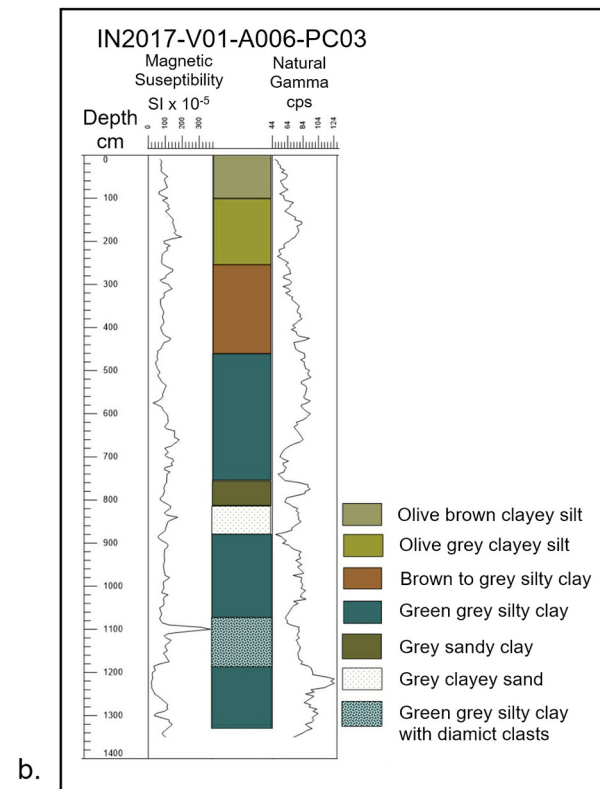 IN2017-V01-A006-PC03
Magnetic
Suseptibility
SI x 10-5
Natural
Gamma
cps
Depth
cm
0
100
200
300
44
64
84
104
124
0
100
200
300
400
500
600
700
800
900
1000
1100
1200
1300
1400
Olive brown clayey silt
Olive grey clayey silt
Brown to grey silty clay
Green grey silty clay
Grey sandy clay
Grey clayey sand
Green grey silty clay
with diamict clasts
b.